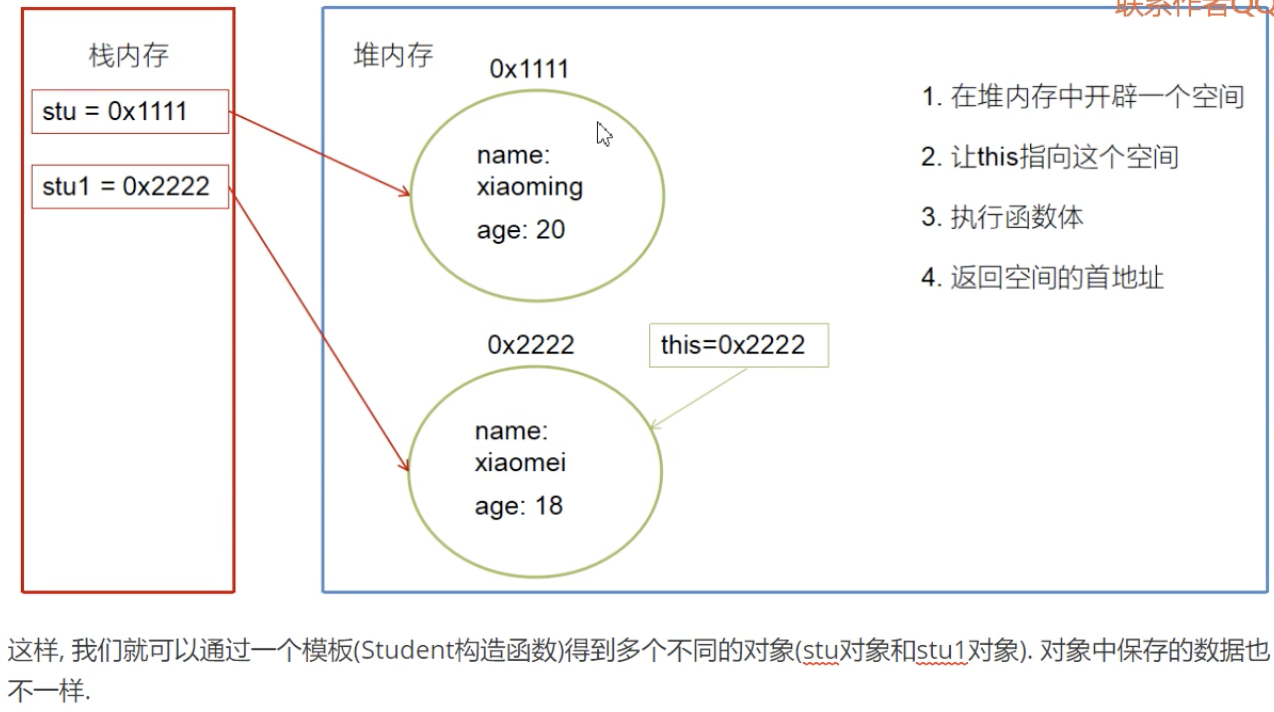 联系作者QQ
栈内存
stu = 0x1111
stu1 = 0x2222
堆内存
0x1111
name:
xiaoming
age: 20
0x2222
this=0x2222
name:
xiaomei
age: 18
1. 在堆内存中开辟一个空间
2. 让this指向这个空间
3. 执行函数体
4. 返回空间的首地址
这样, 我们就可以通过一个模板(Student构造函数)得到多个不同的对象(stu对象和stu1对象). 对象中保存的数据也
不一样.